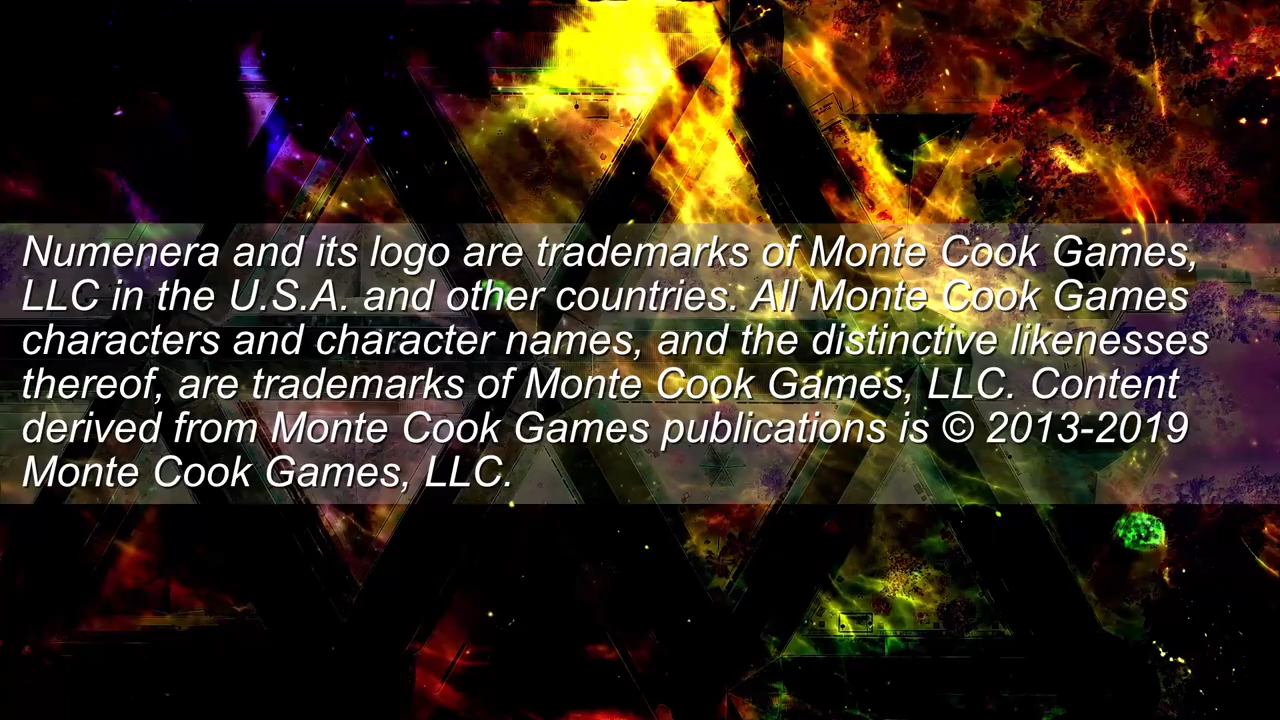 Numenera and its logo are trademarks of Monte Cook Games,
LLC in the U.S.A. and other countries. All Monte Cook Games
characters and character names, and the distinctive likenesses
thereof, are trademarks of Monte Cook Games, LLC. Content
derived from Monte Cook Games publications is © 2013-2019
Monte Cook Games, LLC.